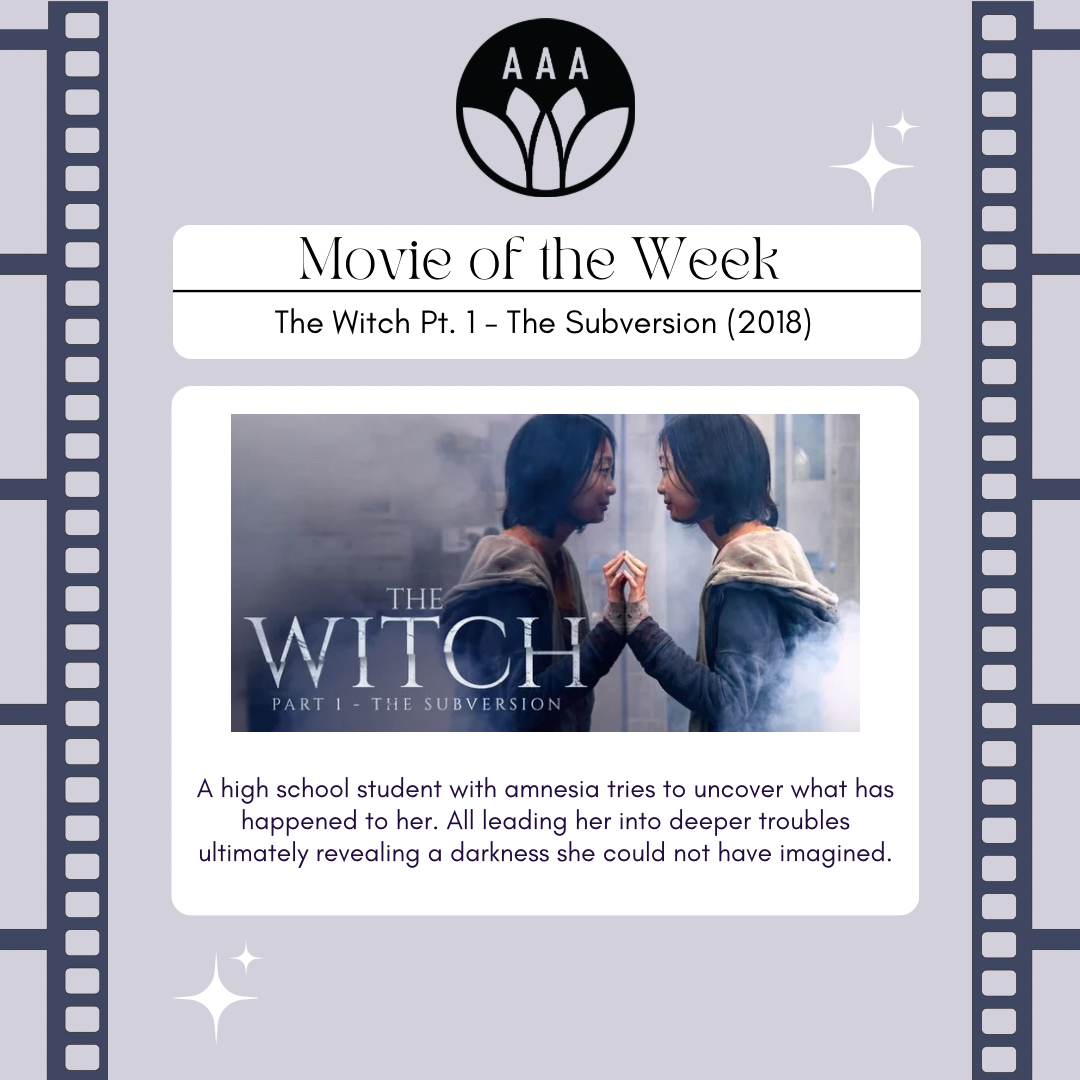 AAA
Movie of the Week
The Witch Pt. 1 - The Subversion (2018)
THE
WITCH
PART 1 - THE SUBVERSION
A high school student with amnesia tries to uncover what has
happened to her. All leading her into deeper troubles
ultimately revealing a darkness she could not have imagined.